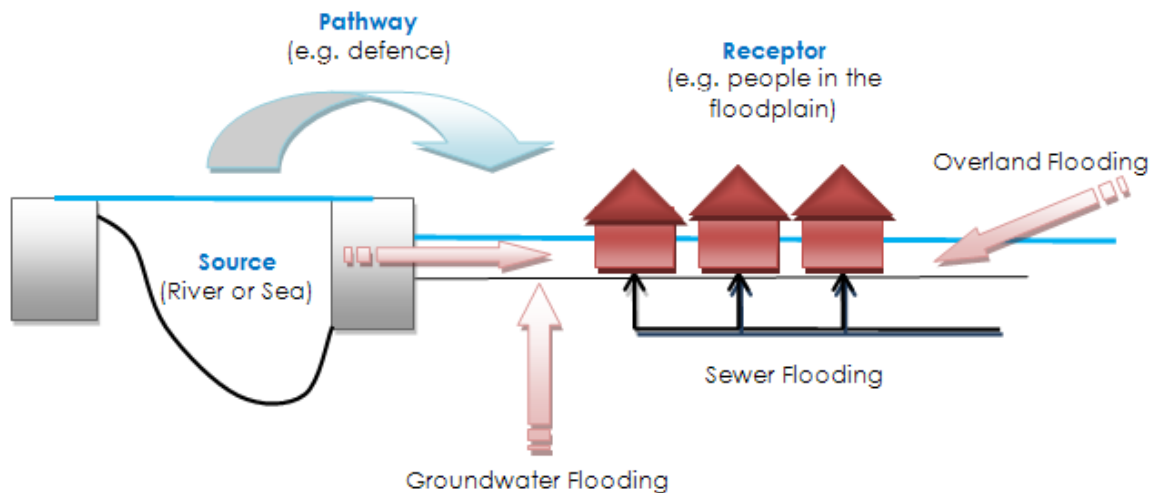 Pathway
(e.g. defence)
Receptor
(e.g. people in the
floodplain)
Overland Flooding
Source
(River or Sea)
Sewer Flooding
Groundwater Flooding